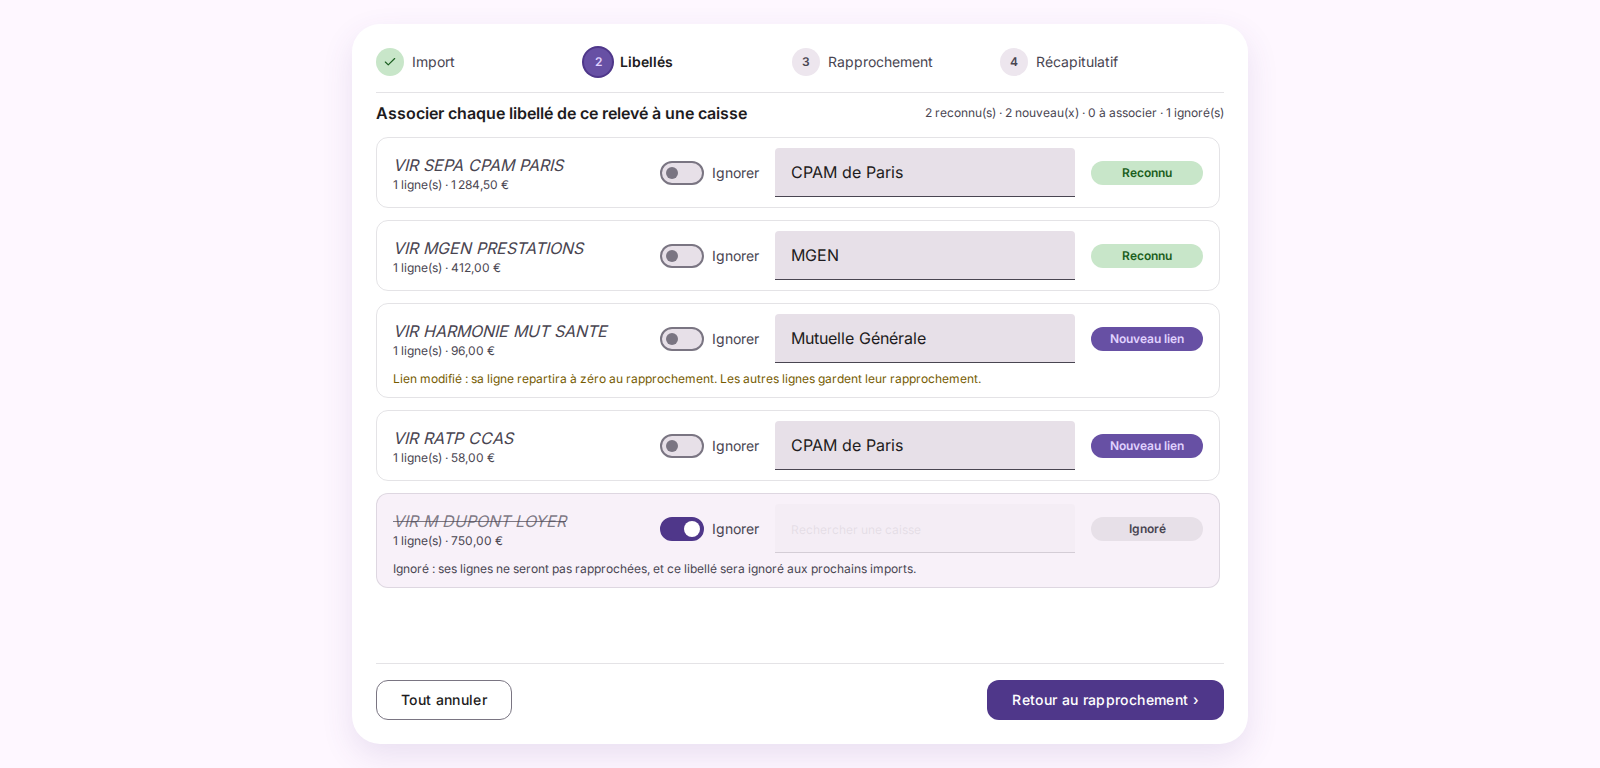 Import
2 Libellés
3 Rapprochement
4 Récapitulatif
Associer chaque libellé de ce relevé à une caisse
2 reconnu(s) · 2 nouveau(x) · 0 à associer · 1 ignoré(s)
VIR SEPA CPAM PARIS
1 ligne(s) · 1 284,50 €
Ignorer
CPAM de Paris
Reconnu
VIR MGEN PRESTATIONS
1 ligne(s) · 412,00 €
Ignorer
MGEN
Reconnu
VIR HARMONIE MUT SANTE
1 ligne(s) · 96,00 €
Ignorer
Mutuelle Générale
Nouveau lien
Lien modifié : sa ligne repartira à zéro au rapprochement. Les autres lignes gardent leur rapprochement.
VIR RATP CCAS
1 ligne(s) · 58,00 €
Ignorer
CPAM de Paris
Nouveau lien
VIR M DUPONT LOYER
1 ligne(s) · 750,00 €
Ignorer
Rechercher une caisse
Ignoré
Ignoré : ses lignes ne seront pas rapprochées, et ce libellé sera ignoré aux prochains imports.
Tout annuler
Retour au rapprochement ›